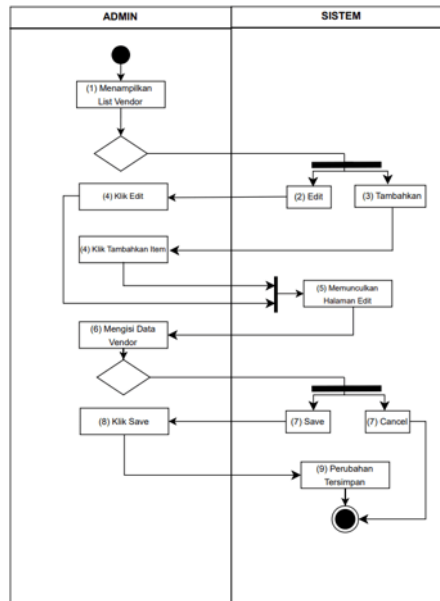 ADMIN
SISTEM
(1) Menampilkan
List Vendor
(4) Klik Edit
(2) Edit
(3) Tambahkan
(4) Klik Tambahkan Item
(5) Memunculkan
Halaman Edit
(6) Mengisi Data
Vendor
(8) Klik Save
(7) Save
(7) Cancel
(9) Perubahan
Tersimpan